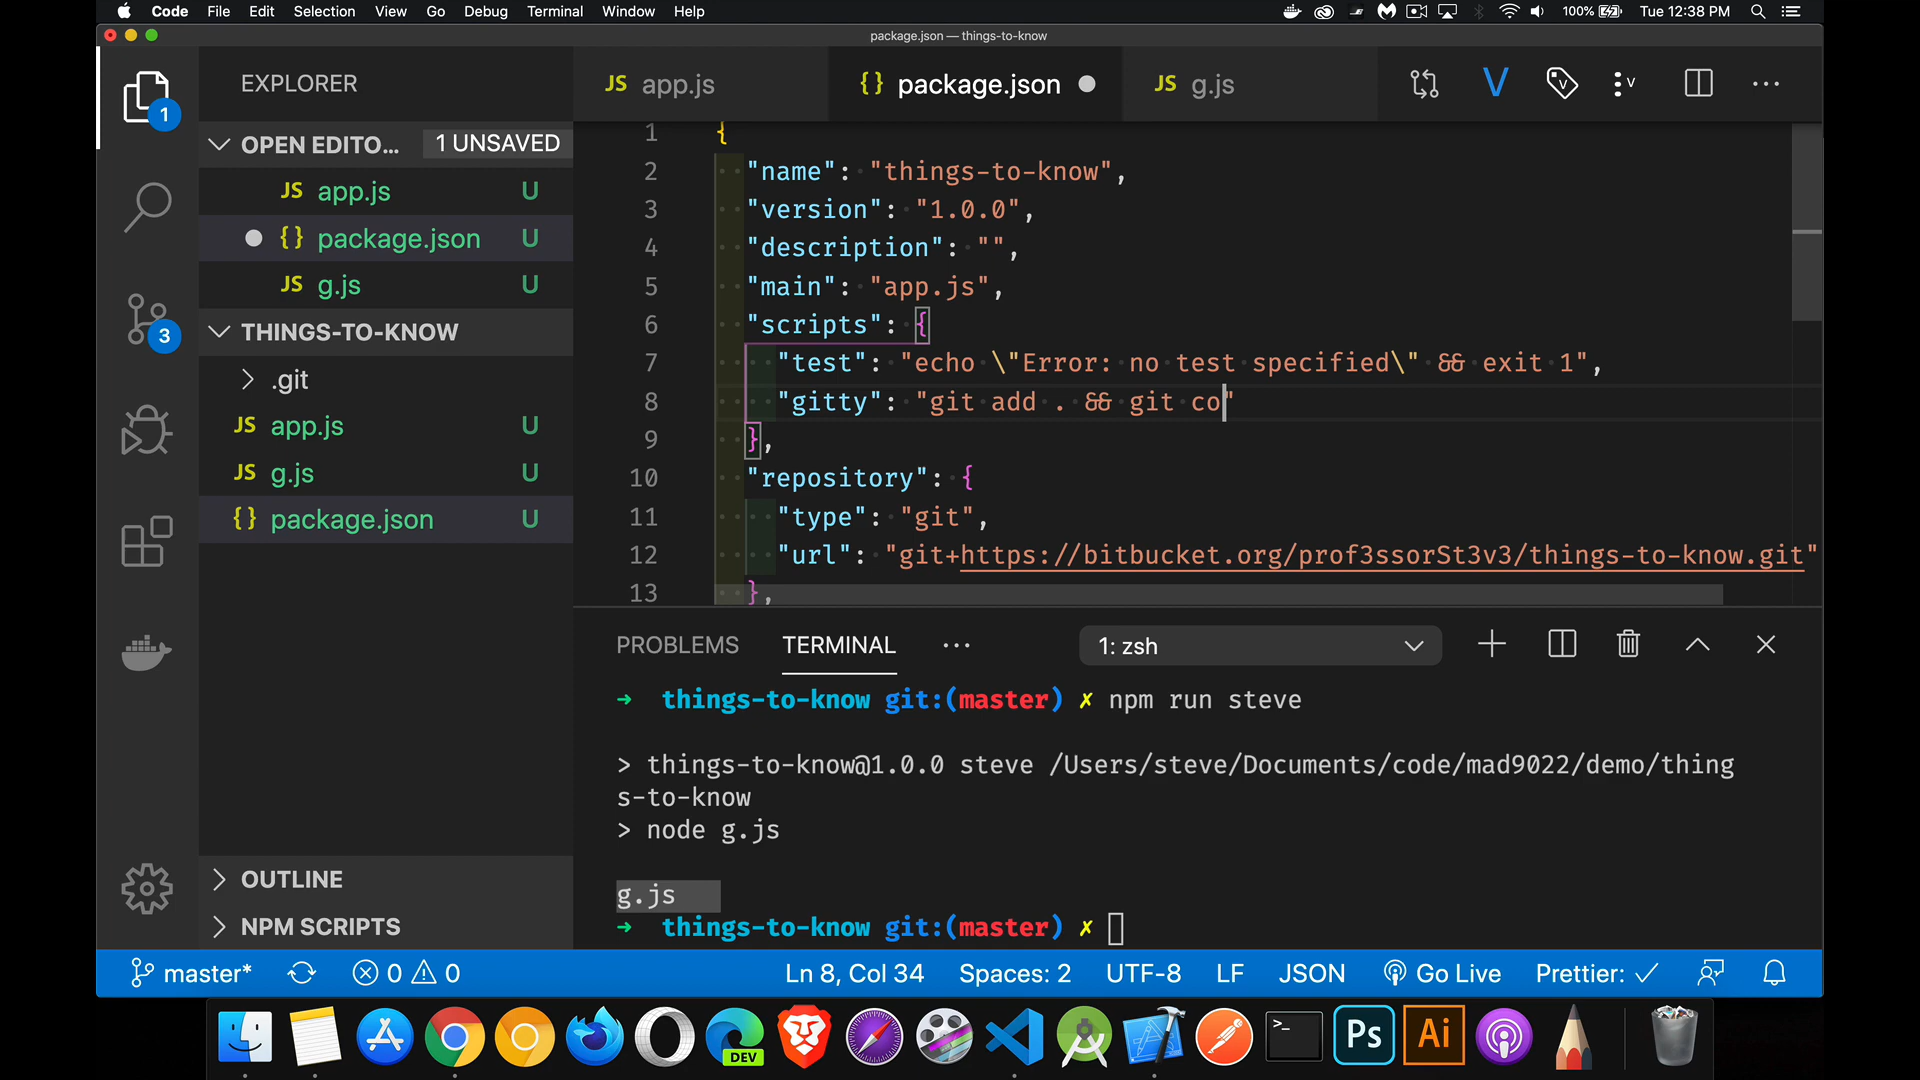 Code File Edit Selection View Go Debug Terminal Window Help 100% Tue 12:38 PM
package.json — things-to-know
EXPLORER
1
OPEN EDITO... 1 UNSAVED
JS app.js U
{} package.json U
JS g.js U
3
THINGS-TO-KNOW
.git
JS app.js U
JS g.js U
{} package.json U
OUTLINE
NPM SCRIPTS
JS app.js {} package.json JS g.js
1 {
2 "name": "things-to-know",
3 "version": "1.0.0",
4 "description": "",
5 "main": "app.js",
6 "scripts": {
7 "test": "echo \"Error: no test specified\" && exit 1",
8 "gitty": "git add . && git co"
9 },
10 "repository": {
11 "type": "git",
12 "url": "git+https://bitbucket.org/prof3ssorSt3v3/things-to-know.git"
13 },
PROBLEMS TERMINAL ··· 1: zsh
➜ things-to-know git:(master) ✗ npm run steve
> things-to-know@1.0.0 steve /Users/steve/Documents/code/mad9022/demo/thing
s-to-know
> node g.js
g.js
➜ things-to-know git:(master) ✗
master* 0 0 Ln 8, Col 34 Spaces: 2 UTF-8 LF JSON Go Live Prettier: ✓
DEV >_ Ps Ai